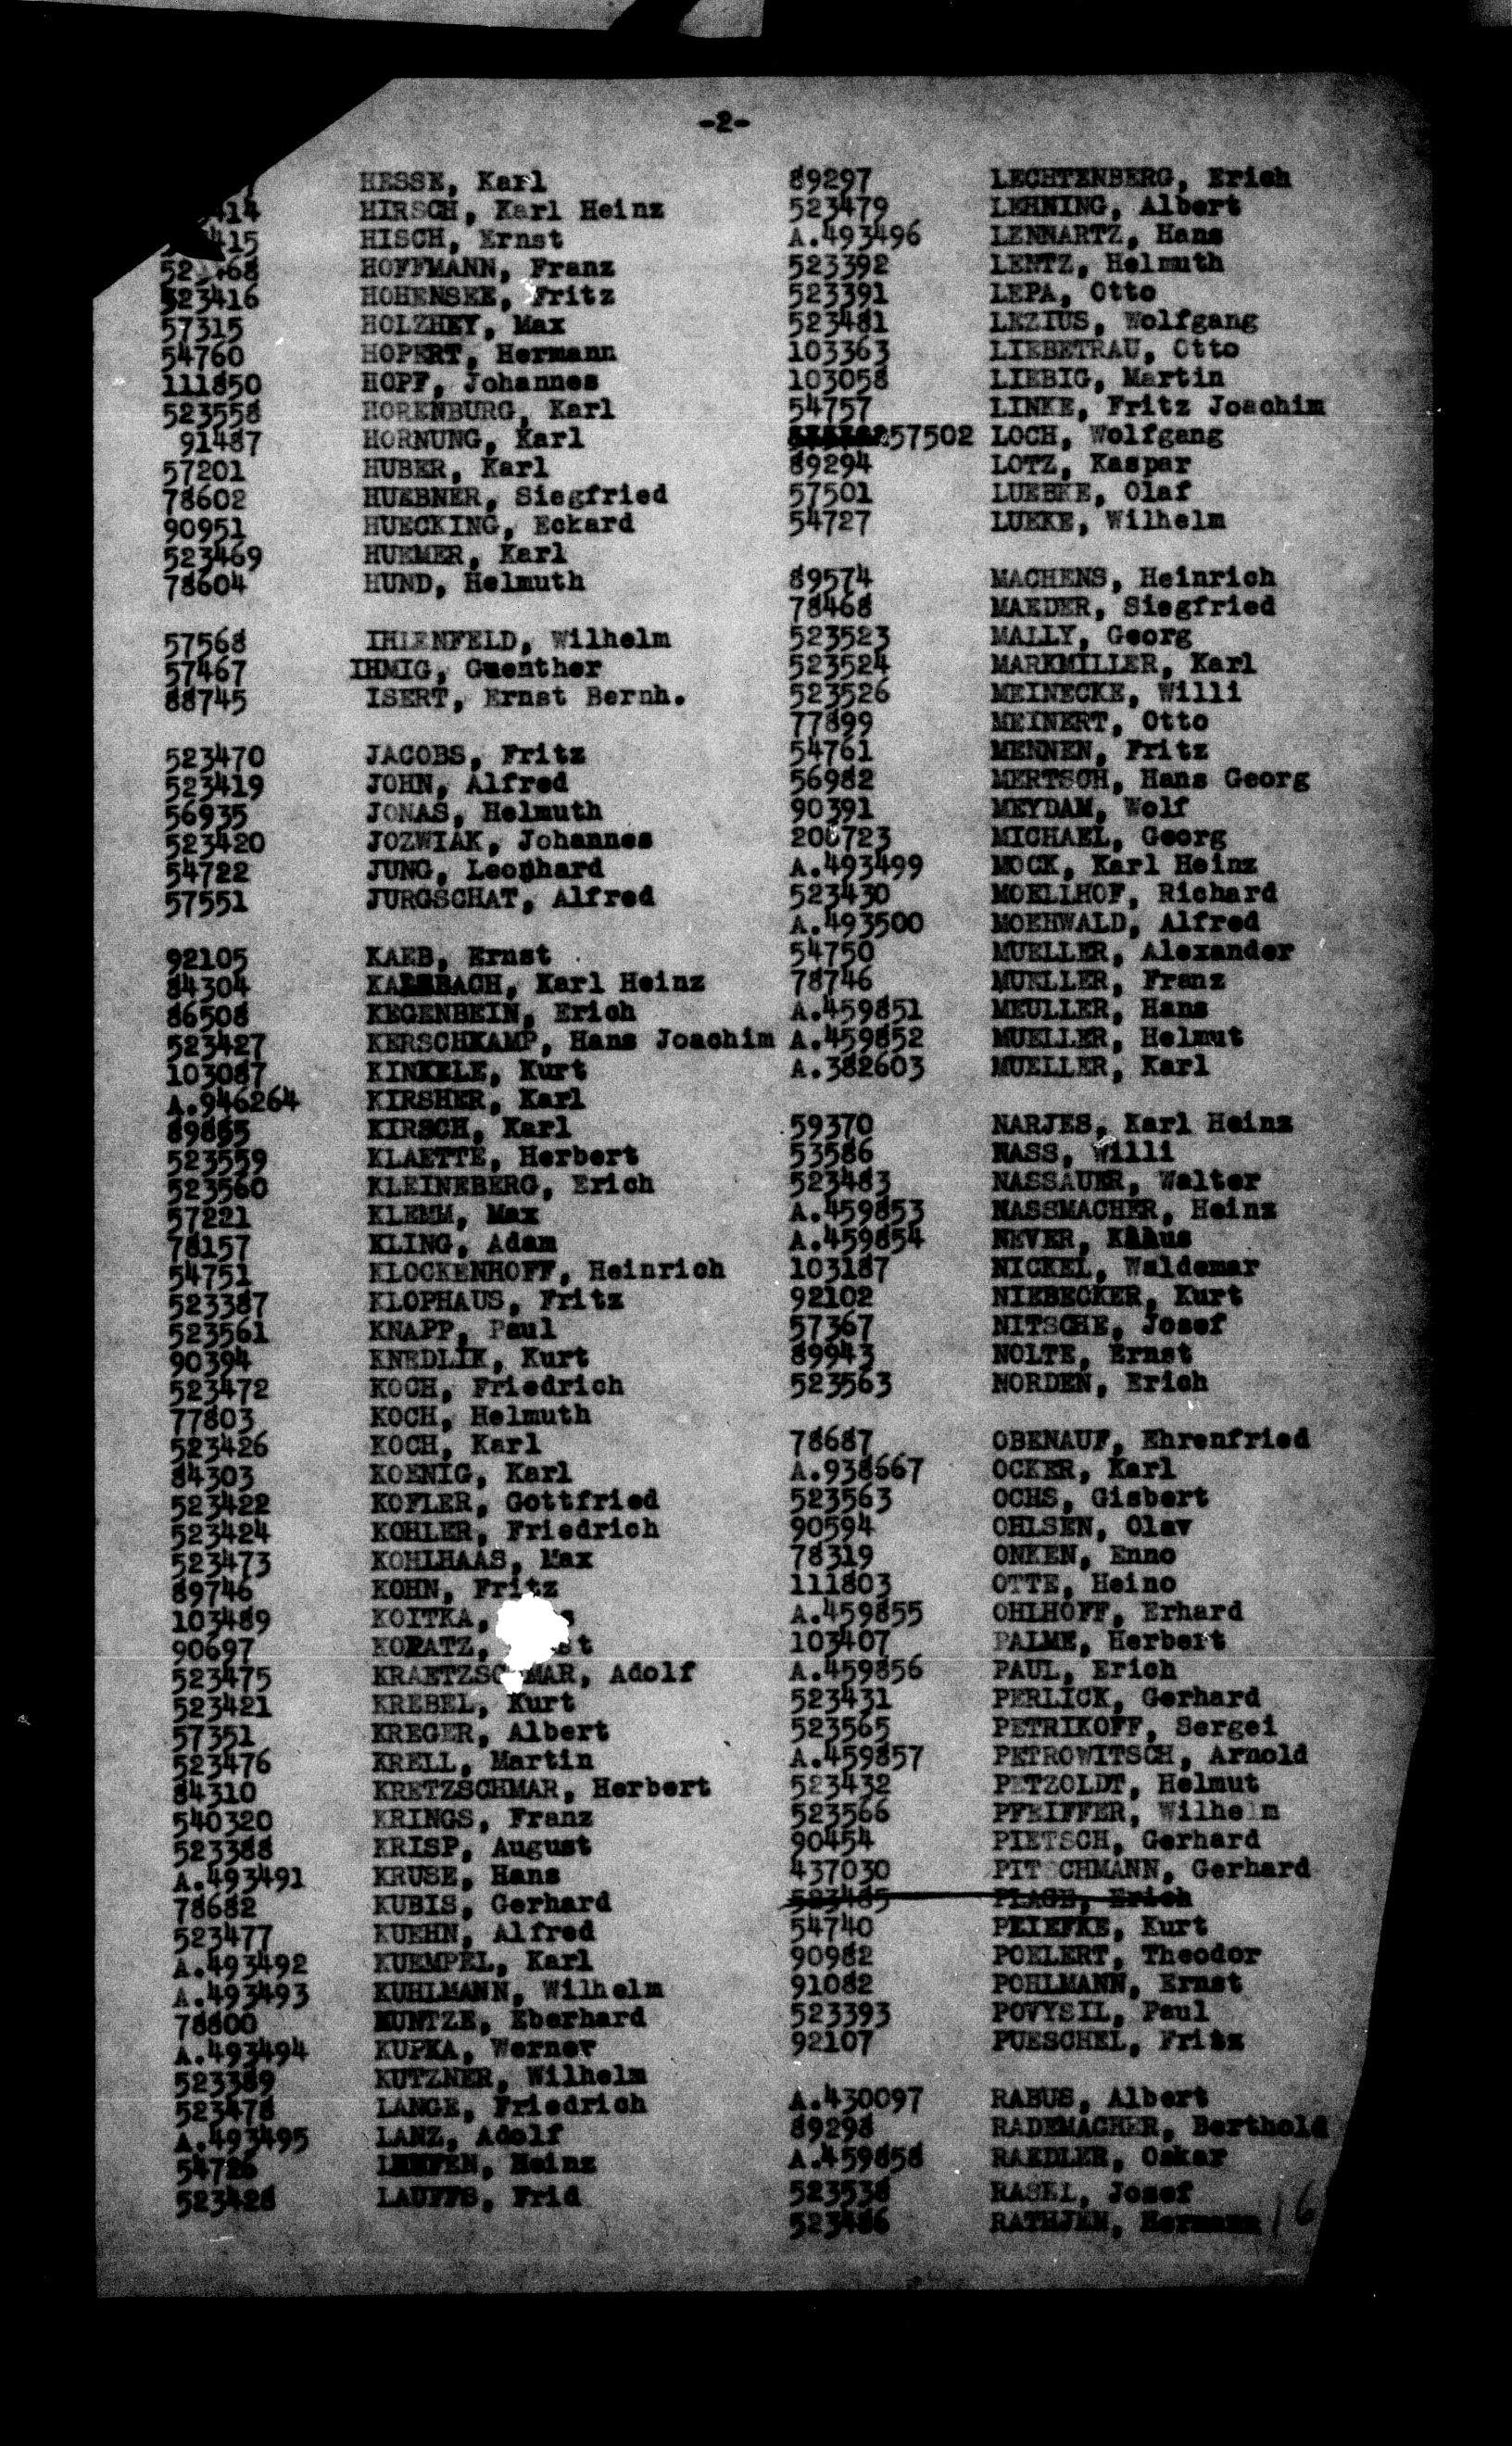 -2-
HESSE, Karl
414 HIRSCH, Karl Heinz
415 HISCH, Ernst
HOFFMANN, Franz
523416 HOHENSEE, Fritz
57315 HOLZHEY, Max
54760 HOPERT, Hermann
111850 HOPF, Johannes
523558 HORENBURG, Karl
91487 HORNUNG, Karl
57201 HUBER, Karl
78602 HUEBNER, Siegfried
90951 HUECKING, Eckard
523469 HUEMER, Karl
78604 HUND, Helmuth
57568 IHLENFELD, Wilhelm
57467 IHMIG, Guenther
88745 ISERT, Ernst Bernh.
523470 JACOBS, Fritz
523419 JOHN, Alfred
56935 JONAS, Helmuth
523420 JOZWIAK, Johannes
54722 JUNG, Leonhard
57551 JURGSCHAT, Alfred
92105 KAEB, Ernst
84304 Karl Heinz
86508 KEGENBEIN, Erich
523427 KERSCHKAMP, Hans Joachim
103087 KINKELE, Kurt
A.946264 KIRSHER, Karl
KIRSCH, Karl
523559 KLAETTE, Herbert
523560 KLEINEBERG, Erich
57221 KLEMM, Max
78157 KLING, Adam
54751 KLOCKENHOFF, Heinrich
523387 KLOPHAUS, Fritz
523561 KNAPP, Paul
90394 KNEDLIK, Kurt
523472 KOCH, Friedrich
77803 KOCH, Helmuth
523426 KOCH, Karl
84303 KOENIG, Karl
523422 KOFLER, Gottfried
523424 KOHLER, Friedrich
523473 KOHLHAAS, Max
89746 KOHN, Fritz
103489 KOITKA,
90697
523475 KRAETZSCHMAR, Adolf
523421 KREBEL, Kurt
57351 KREGER, Albert
523476 KRELL, Martin
84310 KRETZSCHMAR, Herbert
540320 KRINGS, Franz
523388 KRISP, August
A.493491 KRUSE, Hans
78682 KUBIS, Gerhard
523477 KUEHN, Alfred
A.493492 KUEMPEL, Karl
A.493493 KUHLMANN, Wilhelm
78800 KUNTZE, Eberhard
A.493494 KUPKA, Werner
523389 KUTZNER, Wilhelm
523478 LANGE, Friedrich
A.493495 LANZ, Adolf
54726 Heinz
523428 LAUFFS, Frid
89297 LECHTENBERG, Erich
523479 LEHNING, Albert
A.493496 LENNARTZ, Hans
523392 LENTZ, Helmuth
523391 LEPA, Otto
523481 LEZIUS, Wolfgang
103363 LIEBETRAU, Otto
103058 LIEBIG, Martin
54757 LINKE, Fritz Joachim
57502 LOCH, Wolfgang
89294 LOTZ, Kaspar
57501 LUEBKE, Olaf
54727 LUEKE, Wilhelm
89574 MACHENS, Heinrich
78468 MAEDER, Siegfried
523523 MALLY, Georg
523524 MARKMILLER, Karl
523526 MEINECKE, Willi
77899 MEINERT, Otto
54761 MENNEN, Fritz
56982 MERTSCH, Hans Georg
90391 MEYDAM, Wolf
206723 MICHAEL, Georg
A.493499 MOCK, Karl Heinz
523430 MOELLHOF, Richard
A.493500 MOEHWALD, Alfred
54750 MUELLER, Alexander
78746 MUELLER, Franz
A.459851 MEULLER, Hans
A.459852 MUELLER, Helmut
A.382603 MUELLER, Karl
59370 NARJES, Karl Heinz
53586 NASS, Willi
523483 NASSAUER, Walter
A.459853 NASSMACHER, Heinz
A.459854 NEVER,
103187 NICKEL, Waldemar
92102 NIEBECKER, Kurt
57367 NITSCHE, Josef
89943 NOLTE, Ernst
523563 NORDEN, Erich
78687 OBENAUF, Ehrenfried
A.938667 OCKER, Karl
523563 OCHS, Gisbert
90594 OHLSEN, Olav
78319 ONKEN, Enno
111803 OTTE, Heino
A.459855 OHLHOFF, Erhard
103407 PALME, Herbert
A.459856 PAUL, Erich
523431 PERLICK, Gerhard
523565 PETRIKOFF, Sergei
A.459857 PETROWITSCH, Arnold
523432 PETZOLDT, Helmut
523566 PFEIFFER, Wilhelm
90454 PIETSCH, Gerhard
437030 PITSCHMANN, Gerhard
523485 PLAGE, Erich
54740 PEIEFKE, Kurt
90982 POELERT, Theodor
91082 POHLMANN, Ernst
523393 POVYSIL, Paul
92107 PUESCHEL, Fritz
A.430097 RABUS, Albert
89298 RADEMACHER, Berthold
A.459858 RAEDLER, Oskar
523538 RASEL, Josef
523486 RATHJEN, Hermann